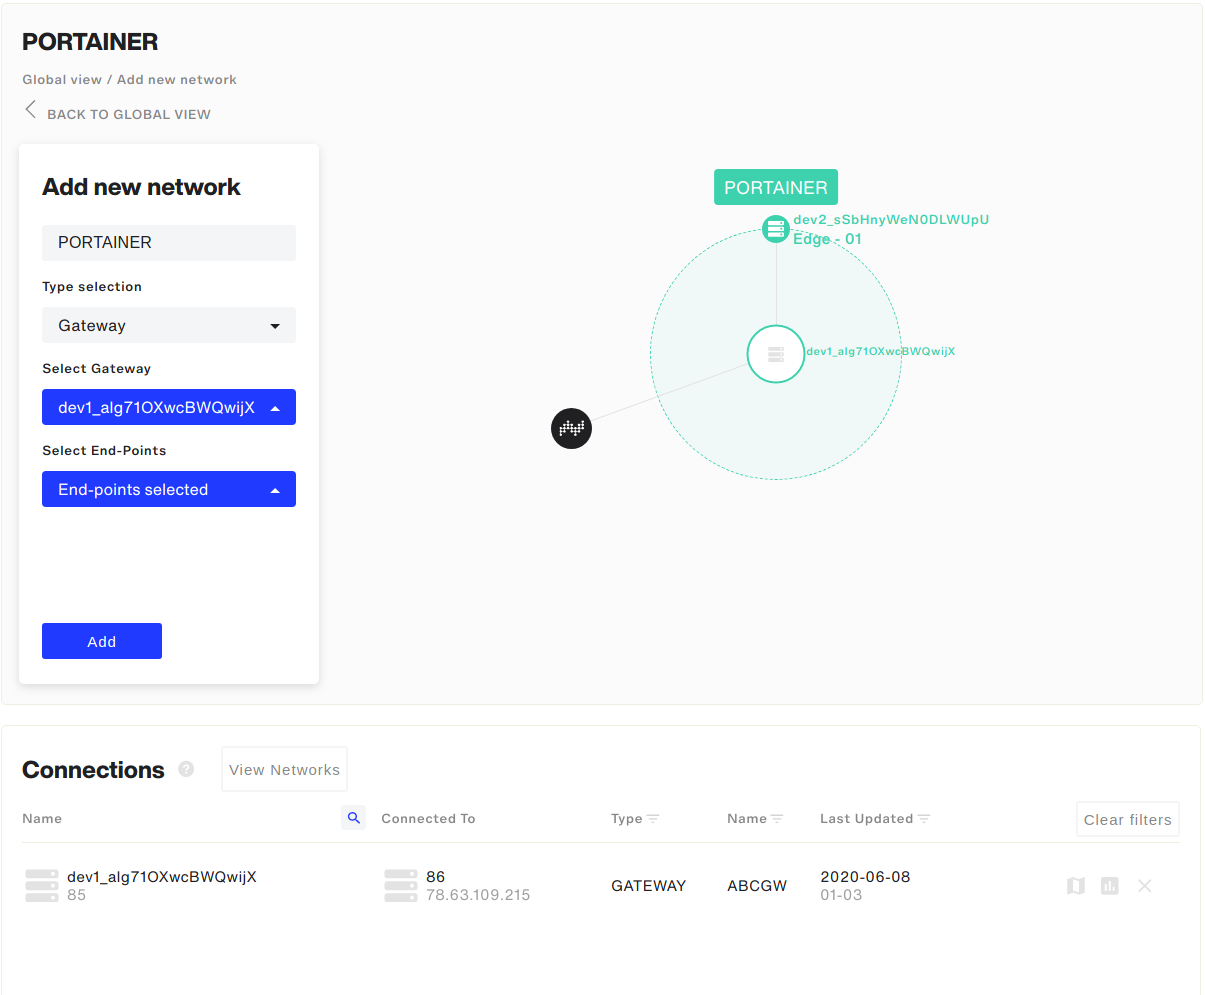 PORTAINER
Global view / Add new network
BACK TO GLOBAL VIEW
Add new network
PORTAINER
Type selection
Gateway
Select Gateway
dev1_alg71OXwcBWQwijX
Select End-Points
End-points selected
Add
PORTAINER
dev2_sSbHnyWeN0DLWUpU
Edge - 01
dev1_alg71OXwcBWQwijX
Connections ? View Networks
Name Connected To Type Name Last Updated Clear filters
dev1_alg71OXwcBWQwijX 86 GATEWAY ABCGW 2020-06-08
85 78.63.109.215 01-03